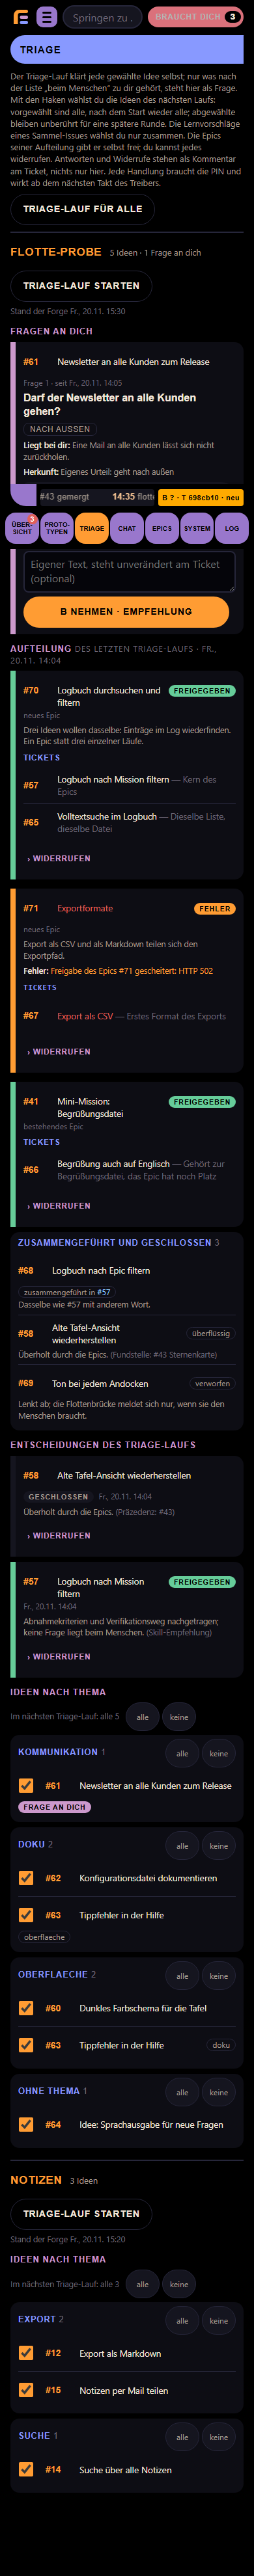 Springen zu .
BRAUCHT DICH 3
TRIAGE
Der Triage-Lauf klärt jede gewählte Idee selbst; nur was nach
der Liste „beim Menschen“ zu dir gehört, steht hier als Frage.
Mit den Haken wählst du die Ideen des nächsten Laufs:
vorgewählt sind alle, nach dem Start wieder alle; abgewählte
bleiben unberührt für eine spätere Runde. Die Lernvorschläge
eines Sammel-Issues wählst du nur zusammen. Die Epics
seiner Aufteilung gibt er selbst frei; du kannst jedes
widerrufen. Antworten und Widerrufe stehen als Kommentar
am Ticket, nicht nur hier. Jede Handlung braucht die PIN und
wirkt ab dem nächsten Takt des Treibers.
TRIAGE-LAUF FÜR ALLE
FLOTTE-PROBE 5 Ideen · 1 Frage an dich
TRIAGE-LAUF STARTEN
Stand der Forge Fr., 20.11. 15:30
FRAGEN AN DICH
#61 Newsletter an alle Kunden zum Release
Frage 1 · seit Fr., 20.11. 14:05
Darf der Newsletter an alle Kunden
gehen?
NACH AUSSEN
Liegt bei dir: Eine Mail an alle Kunden lässt sich nicht
zurückholen.
Herkunft: Eigenes Urteil: geht nach außen
#43 gemergt 14:35 flott
B ? · T 698cb10 · neu
ÜBER-
SICHT
3
PROTO-
TYPEN
TRIAGE
CHAT
EPICS
SYSTEM
LOG
Eigener Text, steht unverändert am Ticket
(optional)
B NEHMEN · EMPFEHLUNG
AUFTEILUNG DES LETZTEN TRIAGE-LAUFS · FR.,
20.11. 14:04
#70 Logbuch durchsuchen und
filtern
FREIGEGEBEN
neues Epic
Drei Ideen wollen dasselbe: Einträge im Log wiederfinden.
Ein Epic statt drei einzelner Läufe.
TICKETS
#57 Logbuch nach Mission filtern — Kern des
Epics
#65 Volltextsuche im Logbuch — Dieselbe Liste,
dieselbe Datei
› WIDERRUFEN
#71 Exportformate FEHLER
neues Epic
Export als CSV und als Markdown teilen sich den
Exportpfad.
Fehler: Freigabe des Epics #71 gescheitert: HTTP 502
TICKETS
#67 Export als CSV — Erstes Format des Exports
› WIDERRUFEN
#41 Mini-Mission:
Begrüßungsdatei
FREIGEGEBEN
bestehendes Epic
TICKETS
#66 Begrüßung auch auf Englisch — Gehört zur
Begrüßungsdatei, das Epic hat noch Platz
› WIDERRUFEN
ZUSAMMENGEFÜHRT UND GESCHLOSSEN 3
#68 Logbuch nach Epic filtern
zusammengeführt in #57
Dasselbe wie #57 mit anderem Wort.
#58 Alte Tafel-Ansicht
wiederherstellen
überflüssig
Überholt durch die Epics. (Fundstelle: #43 Sternenkarte)
#69 Ton bei jedem Andocken verworfen
Lenkt ab; die Flottenbrücke meldet sich nur, wenn sie den
Menschen braucht.
ENTSCHEIDUNGEN DES TRIAGE-LAUFS
#58 Alte Tafel-Ansicht wiederherstellen
GESCHLOSSEN Fr., 20.11. 14:04
Überholt durch die Epics. (Präzedenz: #43)
› WIDERRUFEN
#57 Logbuch nach Mission
filtern
FREIGEGEBEN
Fr., 20.11. 14:04
Abnahmekriterien und Verifikationsweg nachgetragen;
keine Frage liegt beim Menschen. (Skill-Empfehlung)
› WIDERRUFEN
IDEEN NACH THEMA
Im nächsten Triage-Lauf: alle 5 alle keine
KOMMUNIKATION 1 alle keine
#61 Newsletter an alle Kunden zum Release
FRAGE AN DICH
DOKU 2 alle keine
#62 Konfigurationsdatei dokumentieren
#63 Tippfehler in der Hilfe
oberflaeche
OBERFLAECHE 2 alle keine
#60 Dunkles Farbschema für die Tafel
#63 Tippfehler in der Hilfe doku
OHNE THEMA 1 alle keine
#64 Idee: Sprachausgabe für neue Fragen
NOTIZEN 3 Ideen
TRIAGE-LAUF STARTEN
Stand der Forge Fr., 20.11. 15:20
IDEEN NACH THEMA
Im nächsten Triage-Lauf: alle 3 alle keine
EXPORT 2 alle keine
#12 Export als Markdown
#15 Notizen per Mail teilen
SUCHE 1 alle keine
#14 Suche über alle Notizen